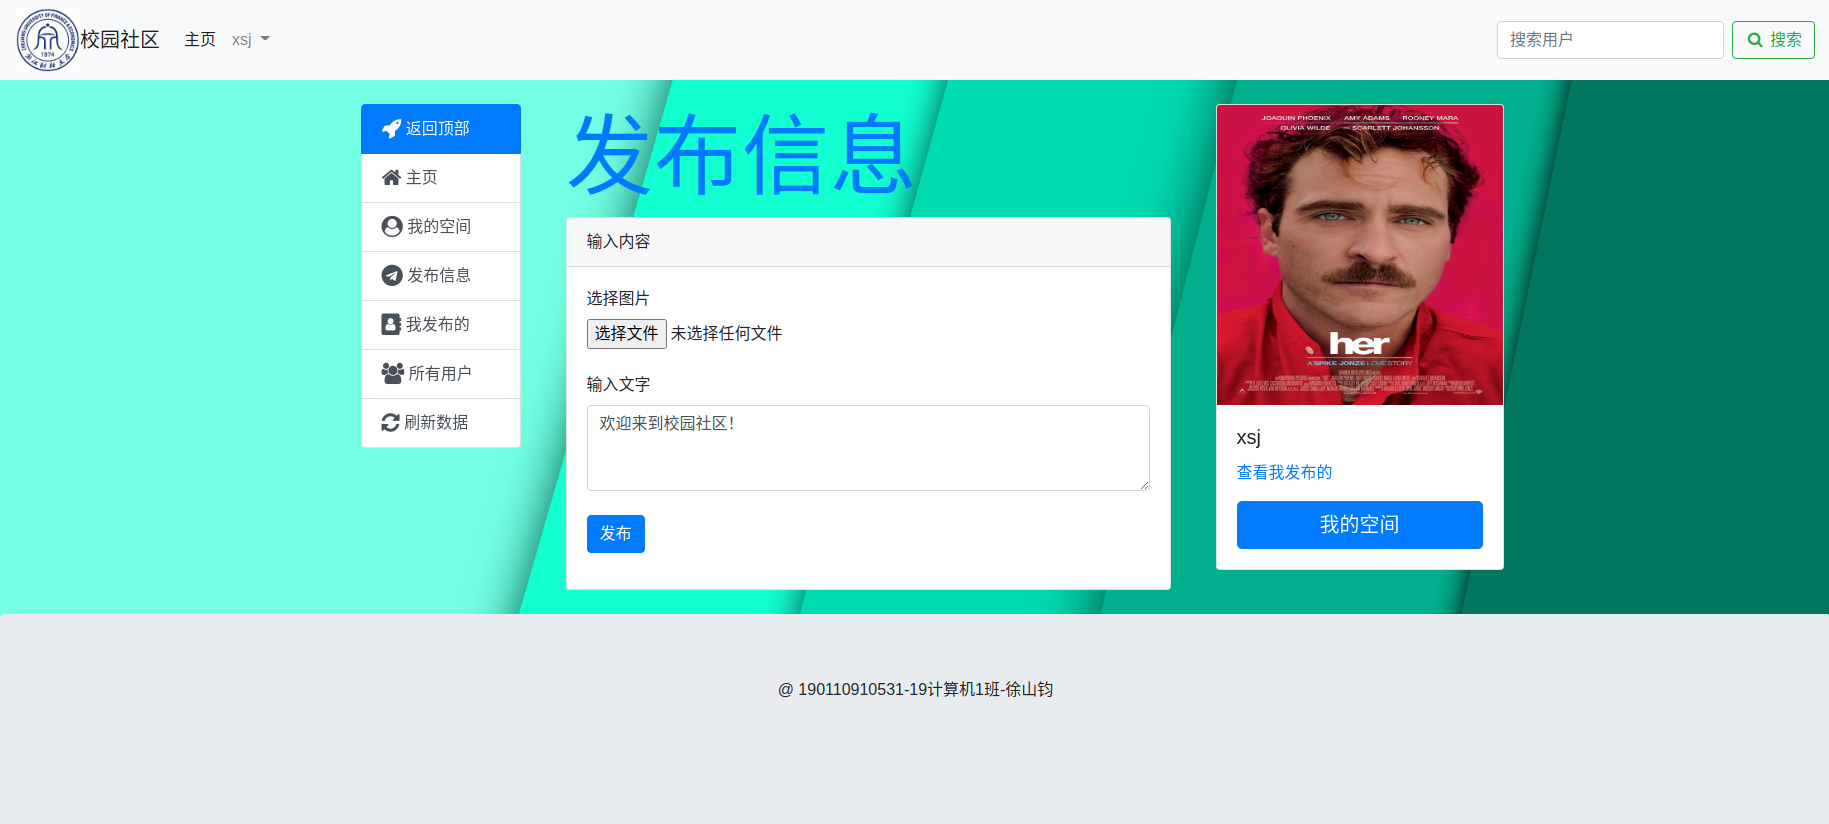 校园社区
主页
xsj
搜索用户
搜索
1974
返回顶部
主页
我的空间
发布信息
我发布的
所有用户
刷新数据
发布信息
输入内容
选择图片
选择文件 未选择任何文件
输入文字
欢迎来到校园社区!
发布
JOAQUIN PHOENIX AMY ADAMS ROONEY MARA
OLIVIA WILDE AND SCARLETT JOHANSSON
her
A SPIKE JONZE LOVE STORY
xsj
查看我发布的
我的空间
@ 190110910531-19计算机1班-徐山钧